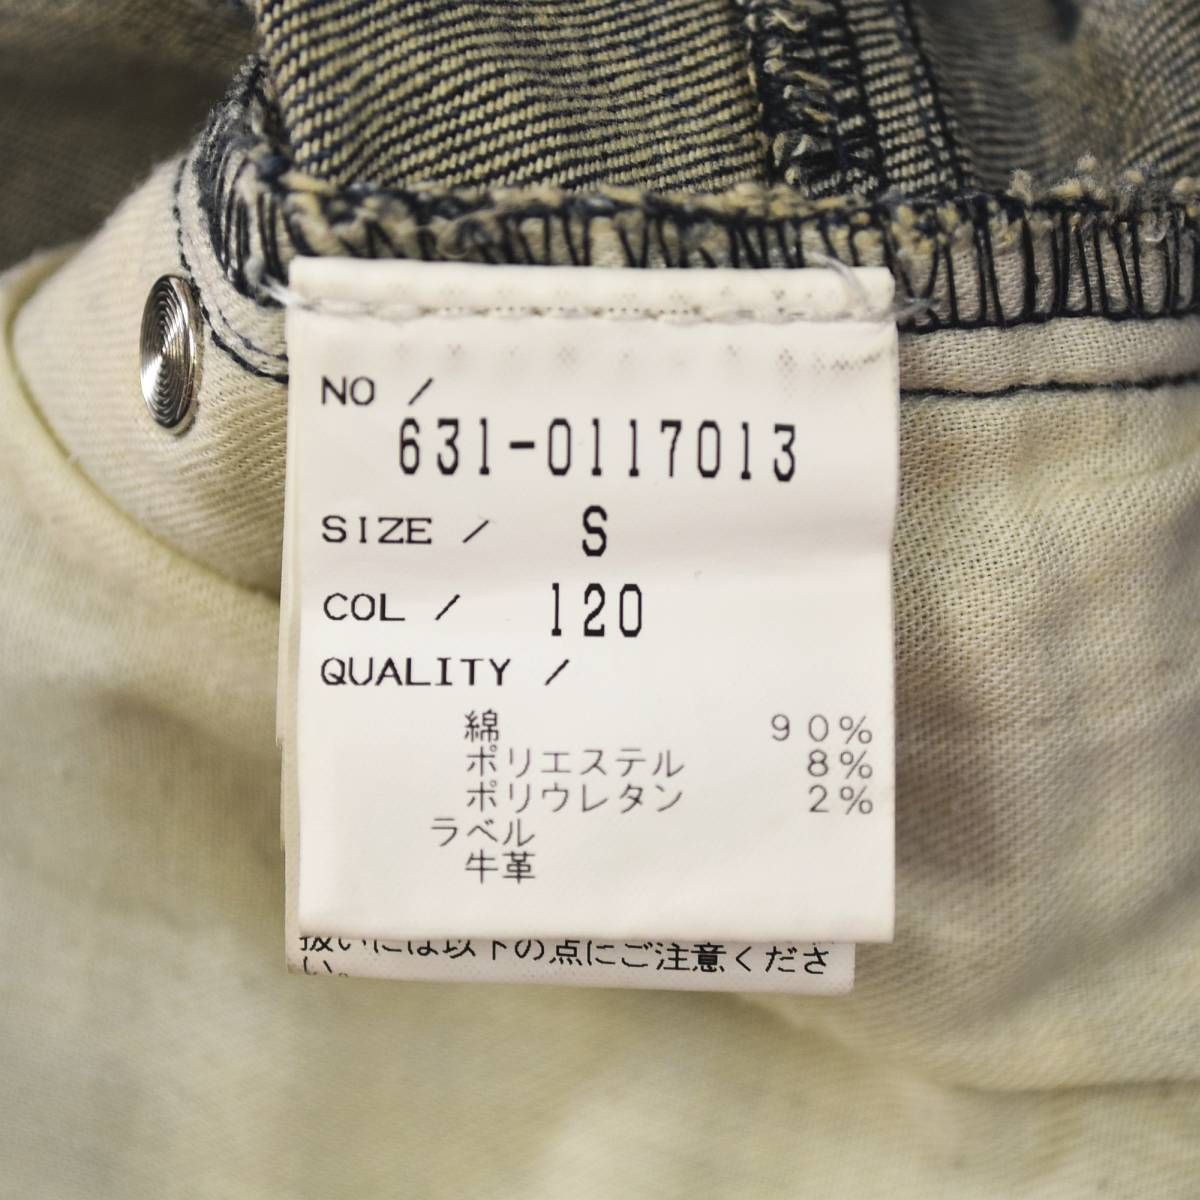 NO /
631-0117013
SIZE / S
COL / 120
QUALITY /
綿 90%
ポリエステル 8%
ポリウレタン 2%
ラベル
牛革
扱いには以下の点にご注意くださ
い。